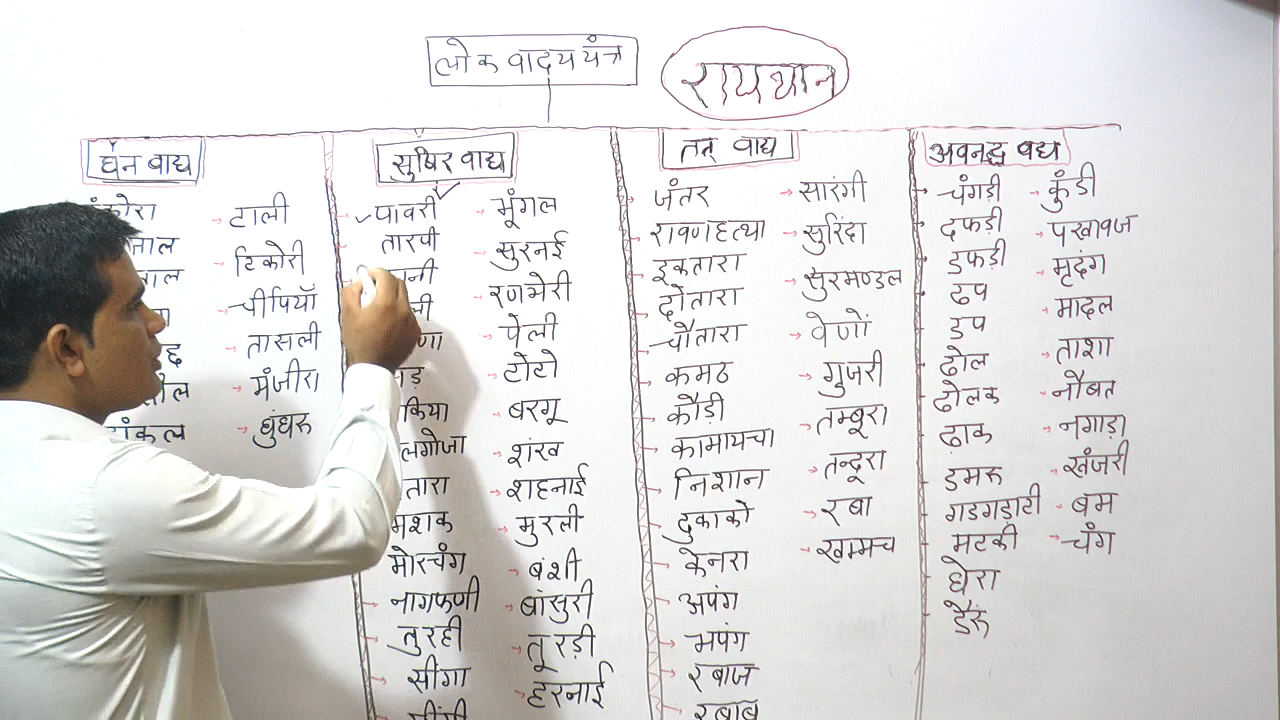 लोक वादय यंत्र
राजस्थान
घन वाद्य
टाली
टिकोरी
चीपियाँ
तासली
मंजीरा
घुंघरू
सुषिर वाद्य
पावरी
तारपी
मशक
मोरचंग
नागफणी
तुरही
सींगा
भूंगल
सुरनई
रणभेरी
पेली
टोटो
बरगू
शंख
शहनाई
मुरली
बंशी
बांसुरी
तूरड़ी
हरनाई
तत् वाद्य
जंतर
रावणहत्था
इकतारा
दोतारा
चौतारा
कमठ
कौड़ी
कामायचा
निशान
दुकाको
केनरा
अपंग
भपंग
रबाज
रबाब
सारंगी
सुरिंदा
सुरमण्डल
वेणों
गुजरी
तम्बूरा
तन्दूरा
रबा
खम्मच
अवनद्ध वद्य
चंगड़ी
दफड़ी
डफड़ी
ढप
डप
ढोल
ढोलक
ढ़ाक
डमरू
गडगड़ाटी
मटकी
घेरा
डैरूं
कुंडी
पखावज
मृदंग
मादल
ताशा
नौबत
नगाड़ा
खंजरी
बम
चंग